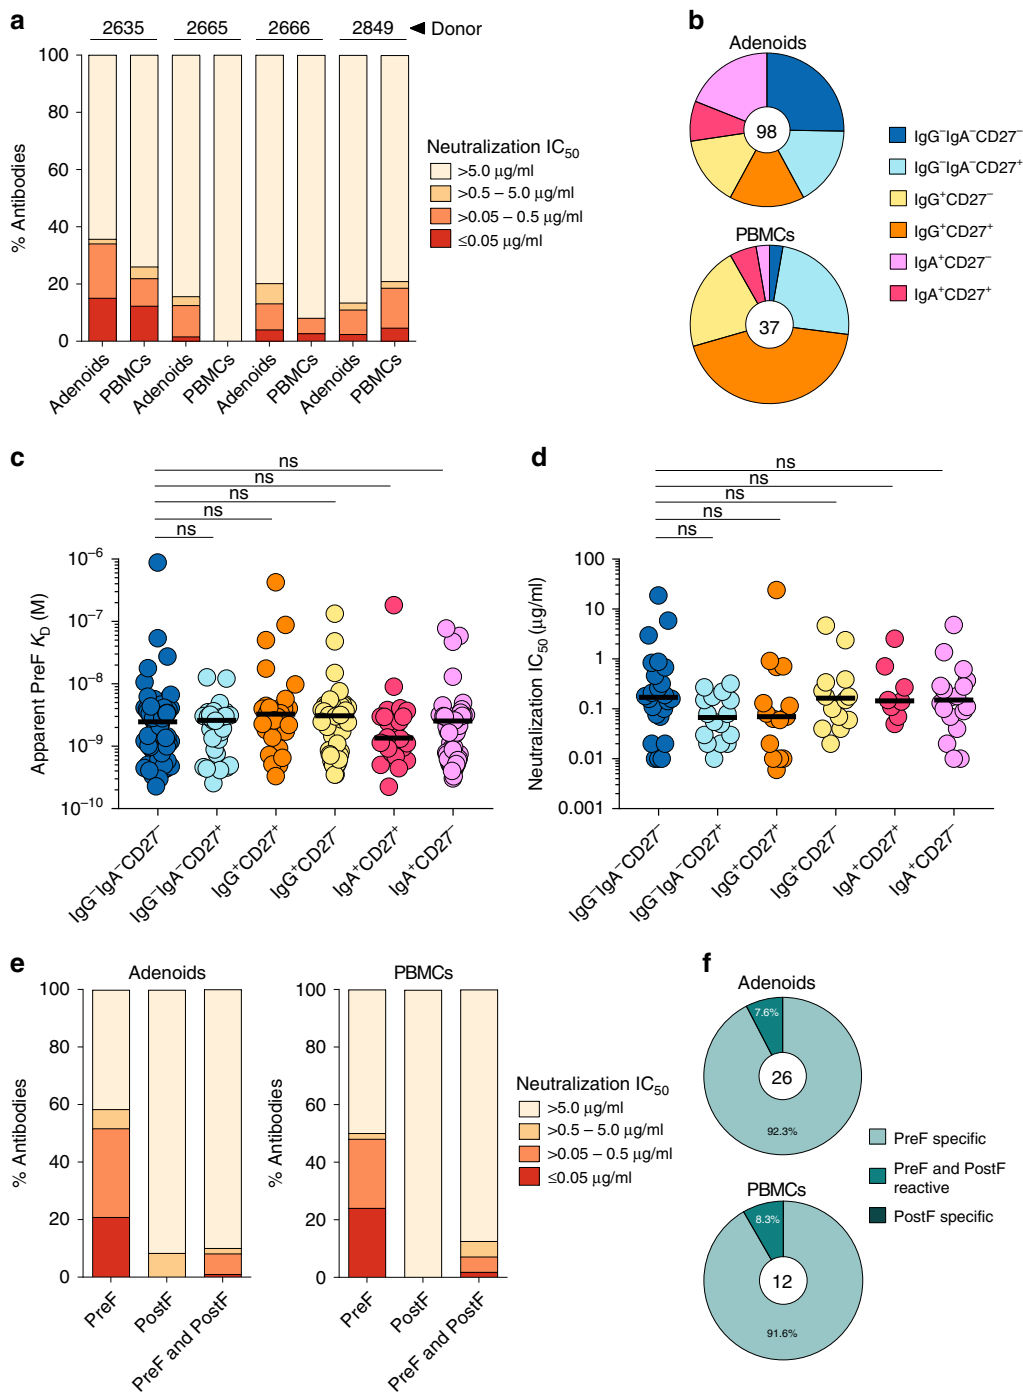 a
2635 2665 2666 2849 ◄ Donor
% Antibodies
100
80
60
40
20
0
Adenoids
PBMCs
Adenoids
PBMCs
Adenoids
PBMCs
Adenoids
PBMCs
Neutralization IC50
>5.0 µg/ml
>0.5 – 5.0 µg/ml
>0.05 – 0.5 µg/ml
≤0.05 µg/ml
b
Adenoids
98
PBMCs
37
IgG⁻IgA⁻CD27⁻
IgG⁻IgA⁻CD27⁺
IgG⁺CD27⁻
IgG⁺CD27⁺
IgA⁺CD27⁻
IgA⁺CD27⁺
c
ns
ns
ns
ns
ns
Apparent PreF KD (M)
10⁻⁶
10⁻⁷
10⁻⁸
10⁻⁹
10⁻¹⁰
IgG⁻IgA⁻CD27⁻
IgG⁻IgA⁻CD27⁺
IgG⁺CD27⁺
IgG⁺CD27⁻
IgA⁺CD27⁺
IgA⁺CD27⁻
d
ns
ns
ns
ns
ns
Neutralization IC50 (µg/ml)
100
10
1
0.1
0.01
0.001
IgG⁻IgA⁻CD27⁻
IgG⁻IgA⁻CD27⁺
IgG⁺CD27⁺
IgG⁺CD27⁻
IgA⁺CD27⁺
IgA⁺CD27⁻
e
Adenoids
% Antibodies
100
80
60
40
20
0
PreF
PostF
PreF and PostF
PBMCs
% Antibodies
100
80
60
40
20
0
PreF
PostF
PreF and PostF
Neutralization IC50
>5.0 µg/ml
>0.5 – 5.0 µg/ml
>0.05 – 0.5 µg/ml
≤0.05 µg/ml
f
Adenoids
7.6%
26
92.3%
PBMCs
8.3%
12
91.6%
PreF specific
PreF and PostF
reactive
PostF specific